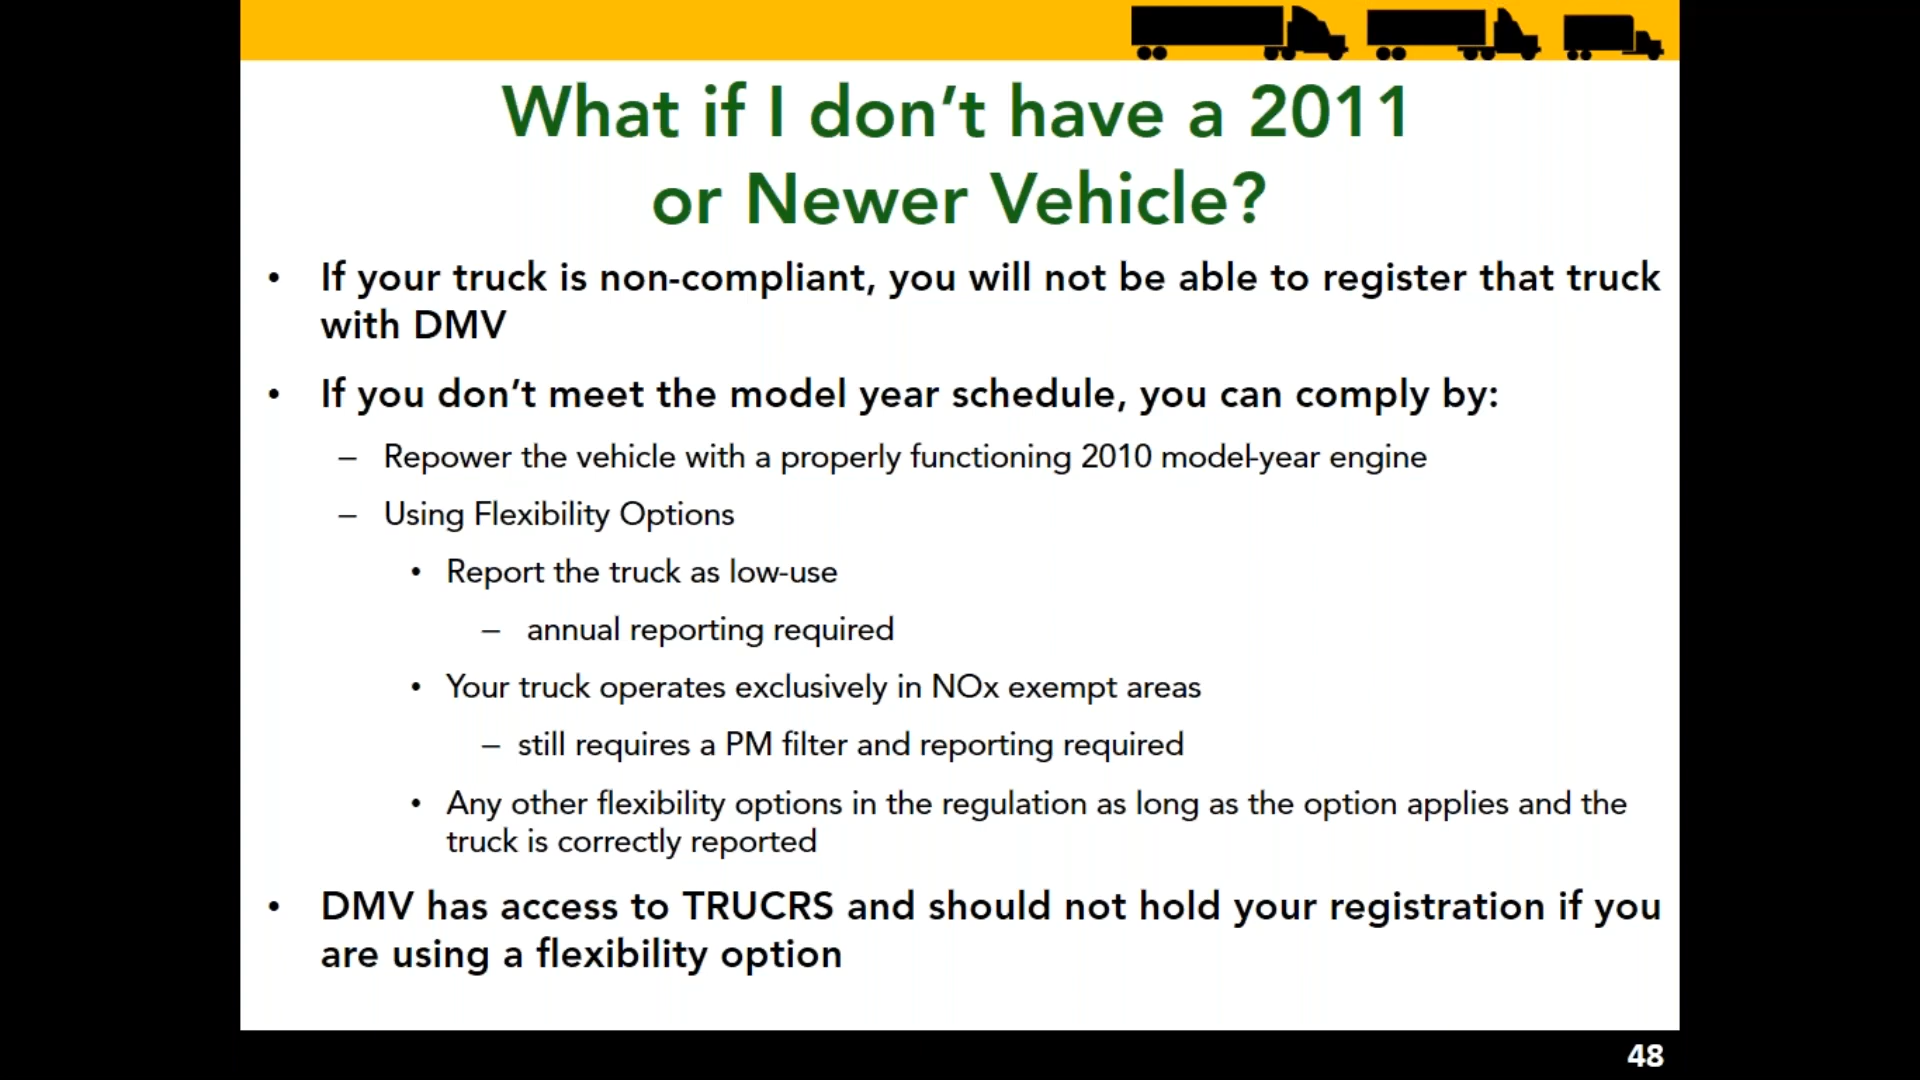 What if I don’t have a 2011
or Newer Vehicle?
• If your truck is non-compliant, you will not be able to register that truck
with DMV
• If you don’t meet the model year schedule, you can comply by:
– Repower the vehicle with a properly functioning 2010 model-year engine
– Using Flexibility Options
• Report the truck as low-use
– annual reporting required
• Your truck operates exclusively in NOx exempt areas
– still requires a PM filter and reporting required
• Any other flexibility options in the regulation as long as the option applies and the
truck is correctly reported
• DMV has access to TRUCRS and should not hold your registration if you
are using a flexibility option
48